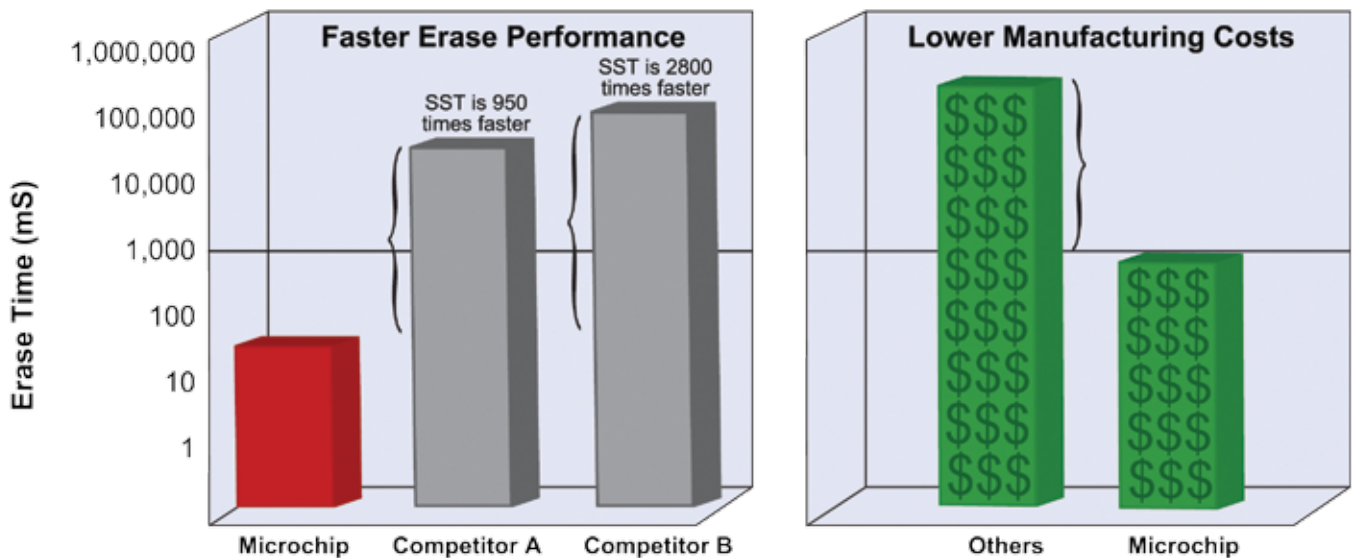 Faster Erase Performance
SST is 950
times faster
SST is 2800
times faster
Erase Time (mS)
1,000,000
100,000
10,000
1,000
100
10
1
Microchip
Competitor A
Competitor B
Lower Manufacturing Costs
$$$
$$$
$$$
$$$
$$$
$$$
$$$
$$$
$$$
$$$
$$$
$$$
$$$
Others
Microchip